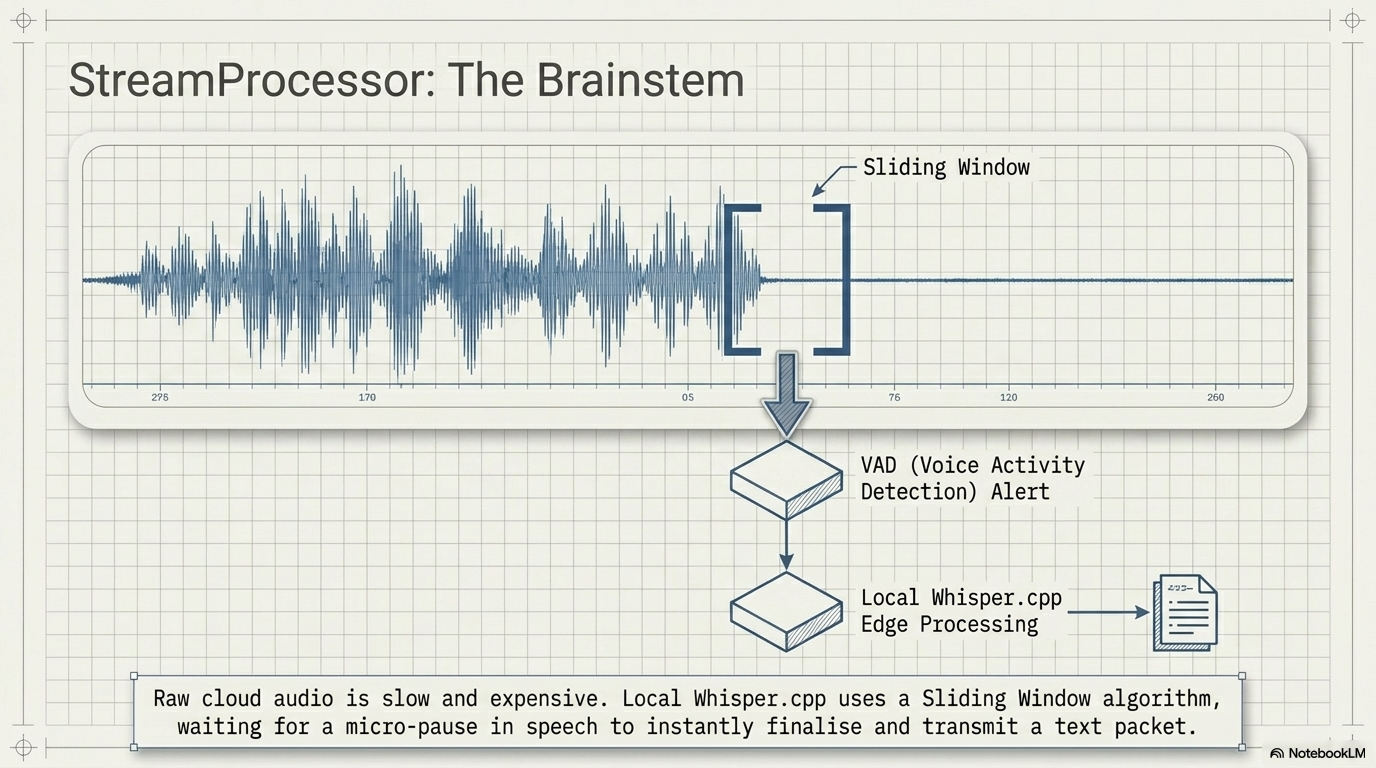 StreamProcessor: The Brainstem
Sliding Window
275
170
05
76
120
260
VAD (Voice Activity
Detection) Alert
Local Whisper.cpp
Edge Processing
Raw cloud audio is slow and expensive. Local Whisper.cpp uses a Sliding Window algorithm,
waiting for a micro-pause in speech to instantly finalise and transmit a text packet.
NotebookLM